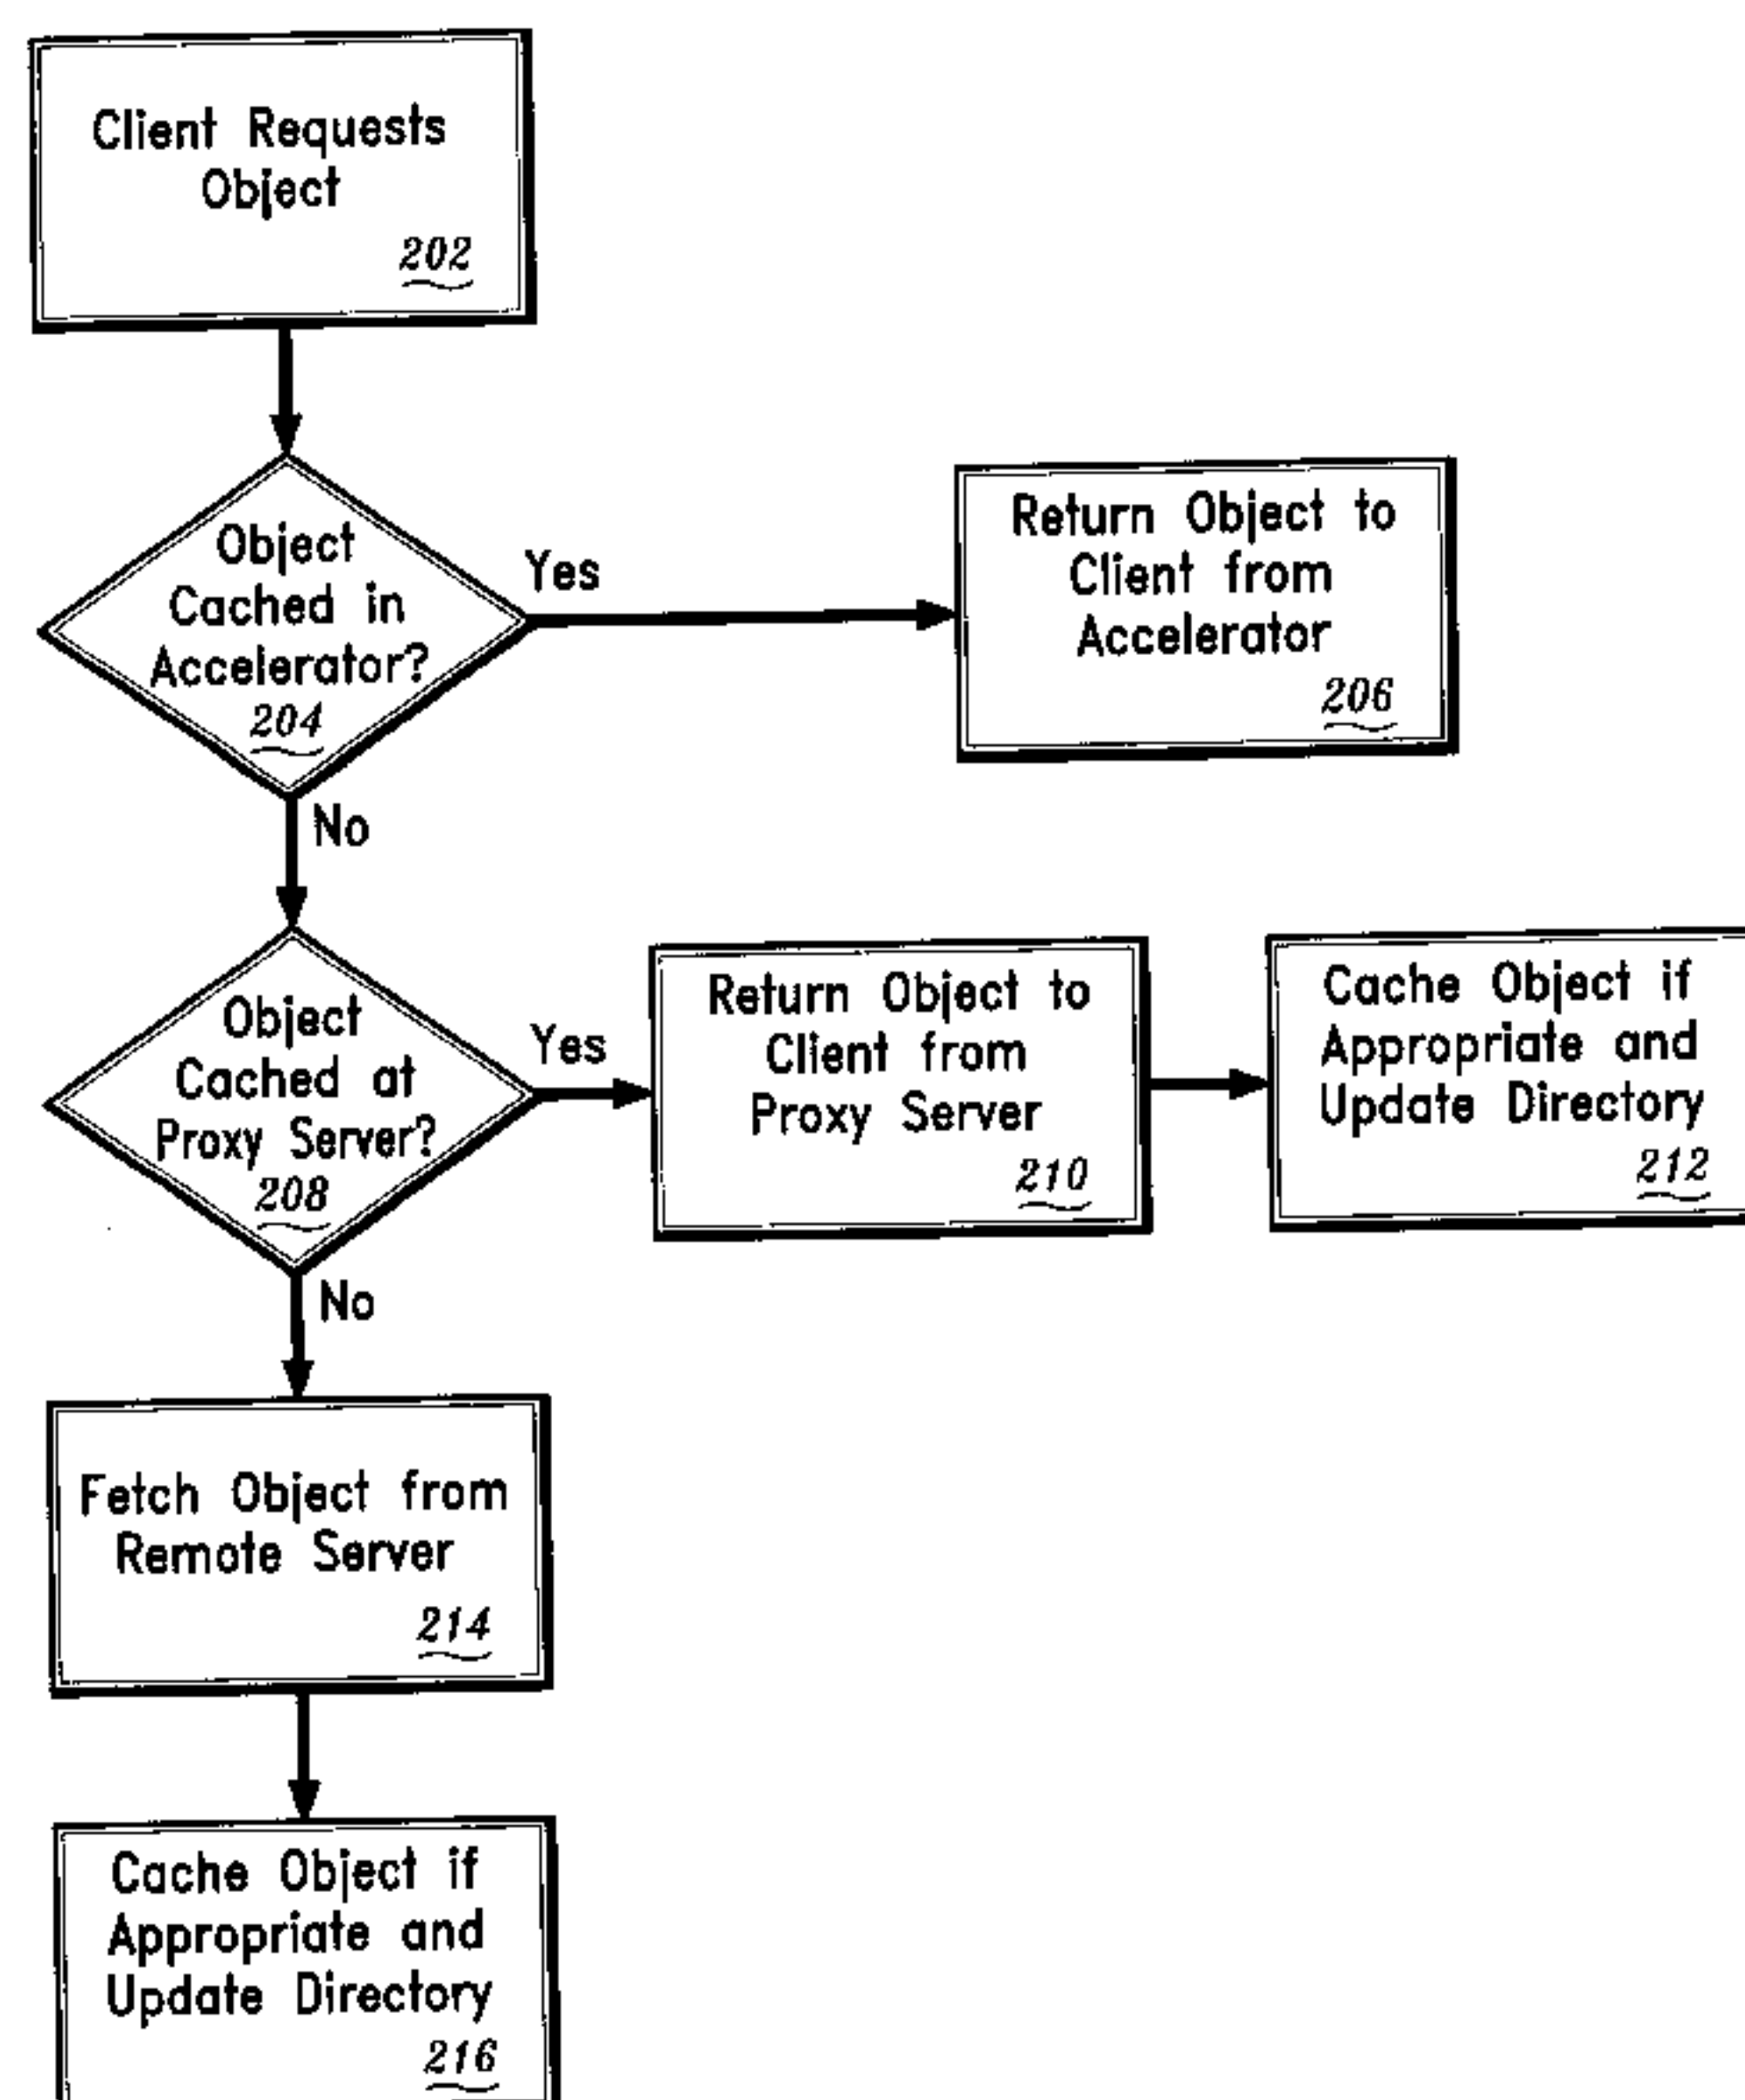 Client Requests
Object
202
Object
Cached in
Accelerator?
204
Yes
Return Object to
Client from
Accelerator
206
No
Object
Cached at
Proxy Server?
208
Yes
Return Object to
Client from
Proxy Server
210
Cache Object if
Appropriate and
Update Directory
212
No
Fetch Object from
Remote Server
214
Cache Object if
Appropriate and
Update Directory
216